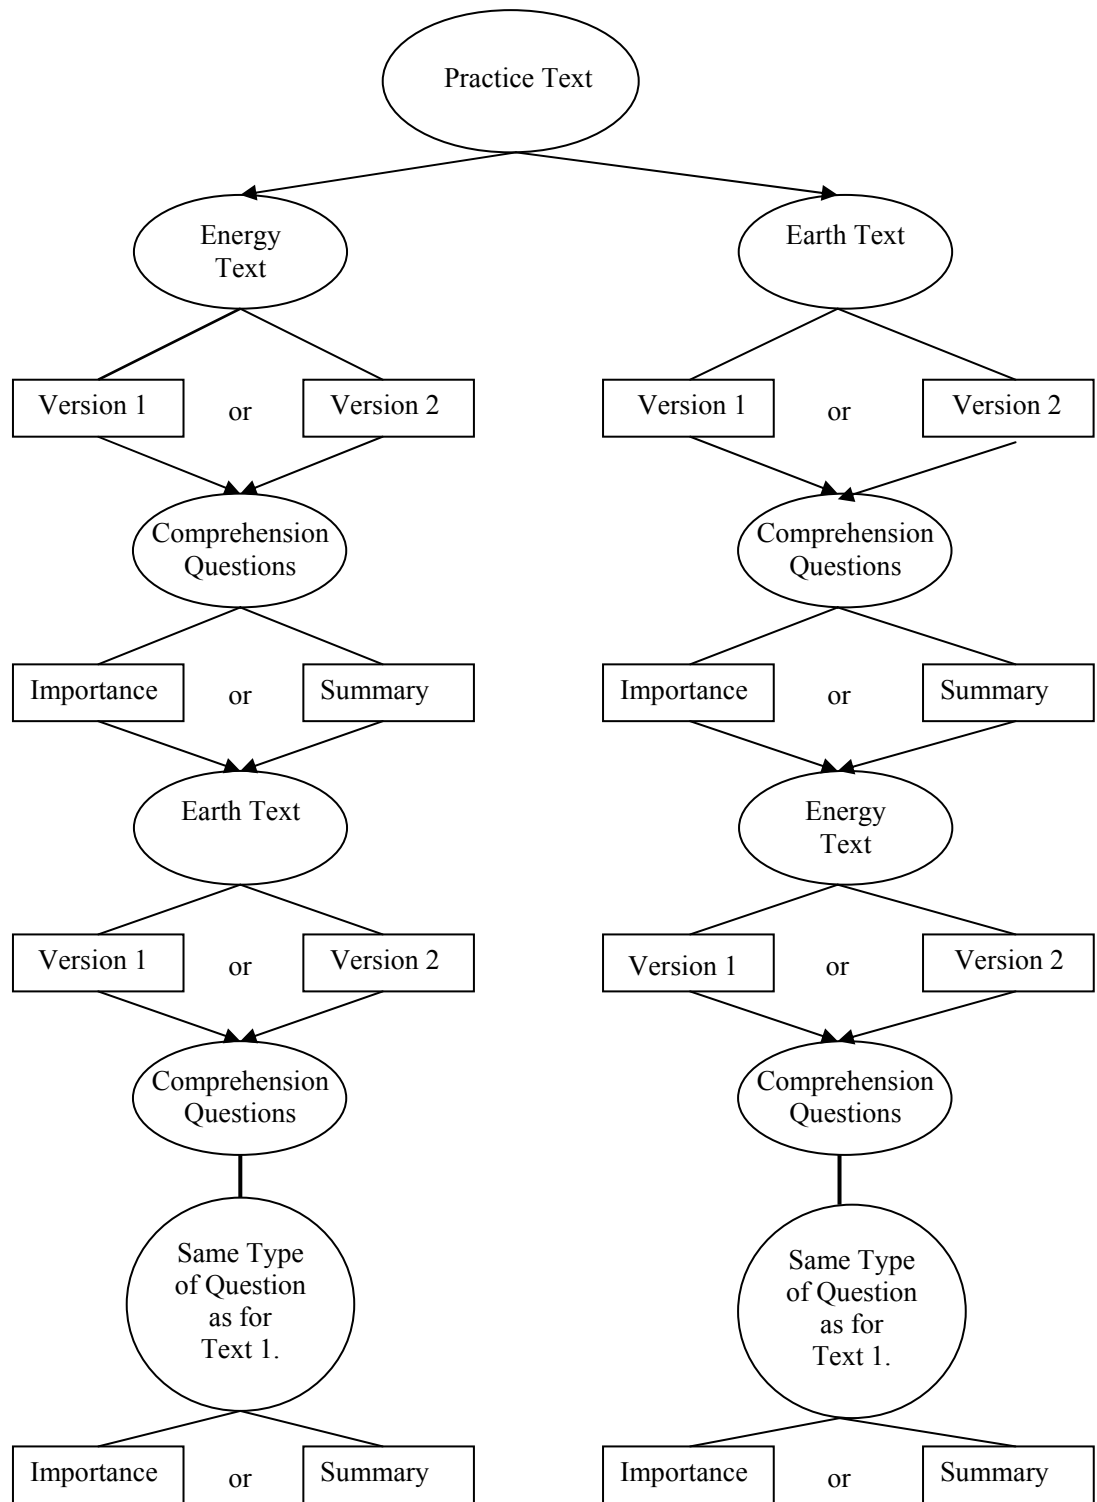 Practice Text
Energy
Text
Earth Text
Version 1 or Version 2
Version 1 or Version 2
Comprehension
Questions
Comprehension
Questions
Importance or Summary
Importance or Summary
Earth Text
Energy
Text
Version 1 or Version 2
Version 1 or Version 2
Comprehension
Questions
Comprehension
Questions
Same Type
of Question
as for
Text 1.
Same Type
of Question
as for
Text 1.
Importance or Summary
Importance or Summary